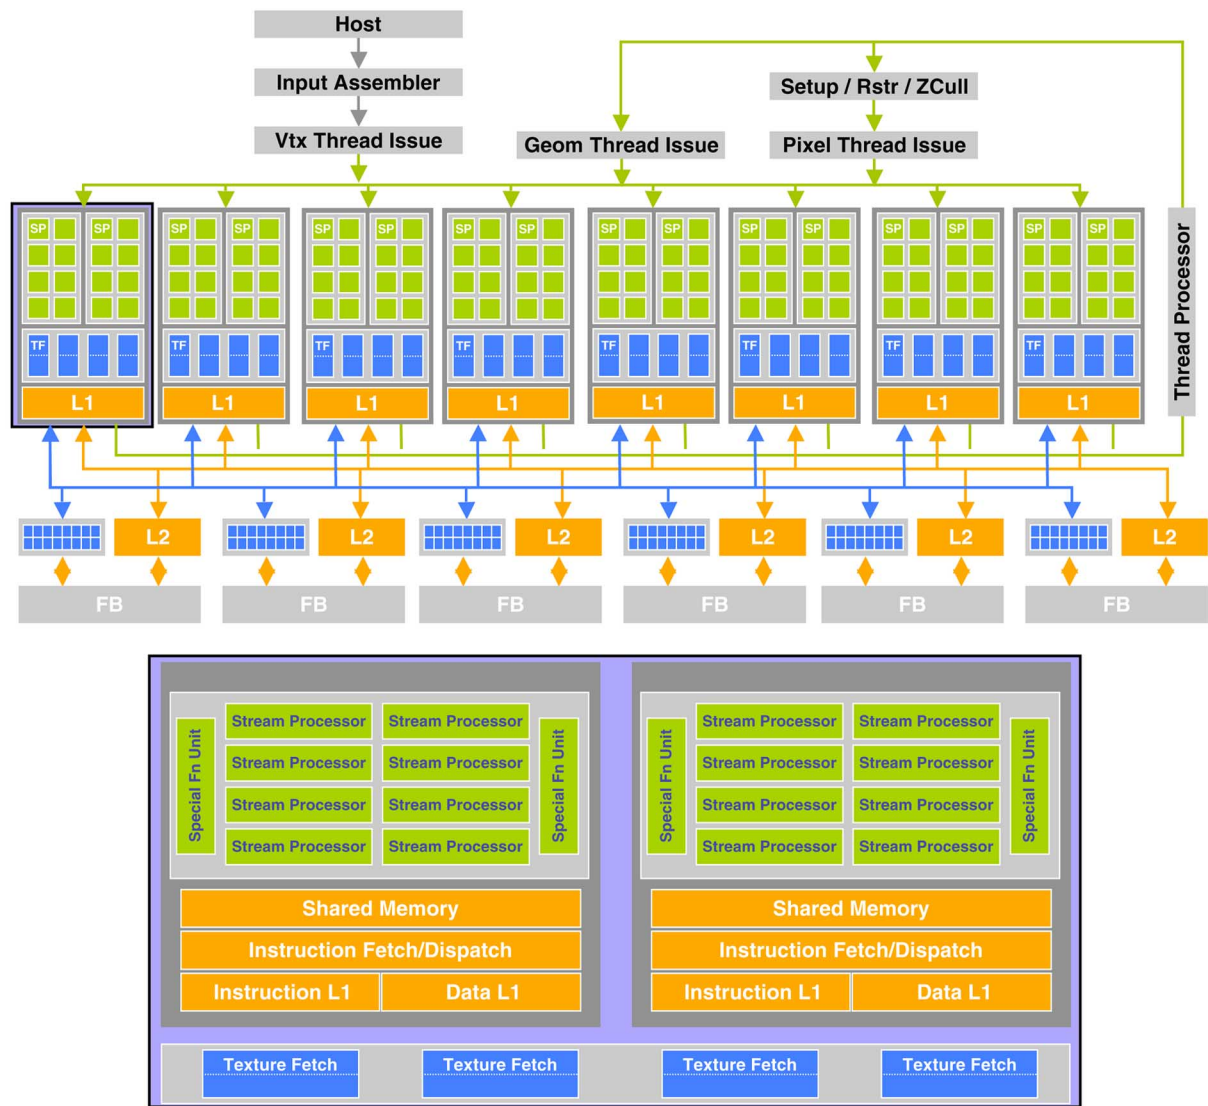 Host
Input Assembler
Setup / Rstr / ZCull
Vtx Thread Issue
Geom Thread Issue
Pixel Thread Issue
SP SP SP SP SP SP SP SP SP SP SP SP SP SP SP SP
Thread Processor
TF TF TF TF TF TF TF TF
L1 L1 L1 L1 L1 L1 L1 L1
L2 L2 L2 L2 L2 L2
FB FB FB FB FB FB
Special Fn Unit
Stream Processor Stream Processor
Stream Processor Stream Processor
Stream Processor Stream Processor
Stream Processor Stream Processor
Special Fn Unit
Shared Memory
Instruction Fetch/Dispatch
Instruction L1 Data L1
Special Fn Unit
Stream Processor Stream Processor
Stream Processor Stream Processor
Stream Processor Stream Processor
Stream Processor Stream Processor
Special Fn Unit
Shared Memory
Instruction Fetch/Dispatch
Instruction L1 Data L1
Texture Fetch Texture Fetch Texture Fetch Texture Fetch